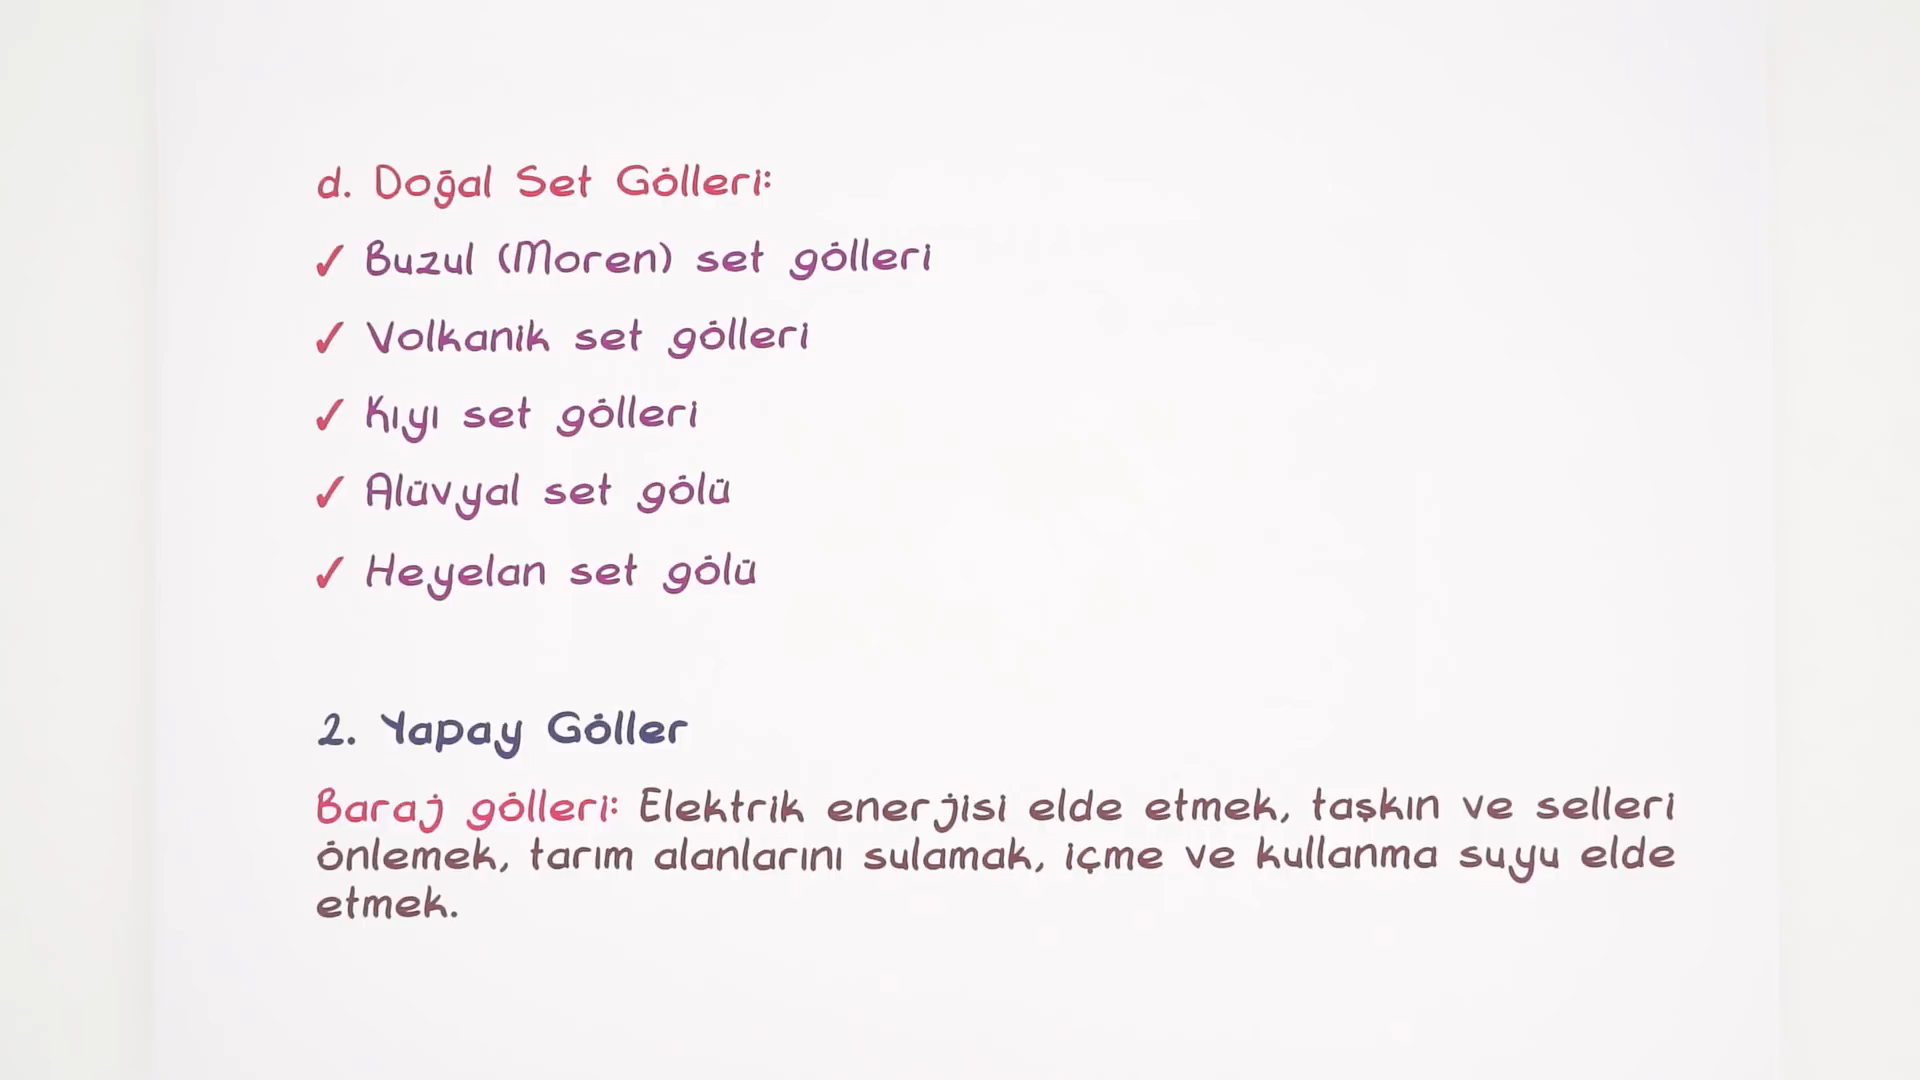 d. Doğal Set Gölleri:
✓ Buzul (Moren) set gölleri
✓ Volkanik set gölleri
✓ Kıyı set gölleri
✓ Alüvyal set gölü
✓ Heyelan set gölü
2. Yapay Göller
Baraj gölleri: Elektrik enerjisi elde etmek, taşkın ve selleri
önlemek, tarım alanlarını sulamak, içme ve kullanma suyu elde
etmek.